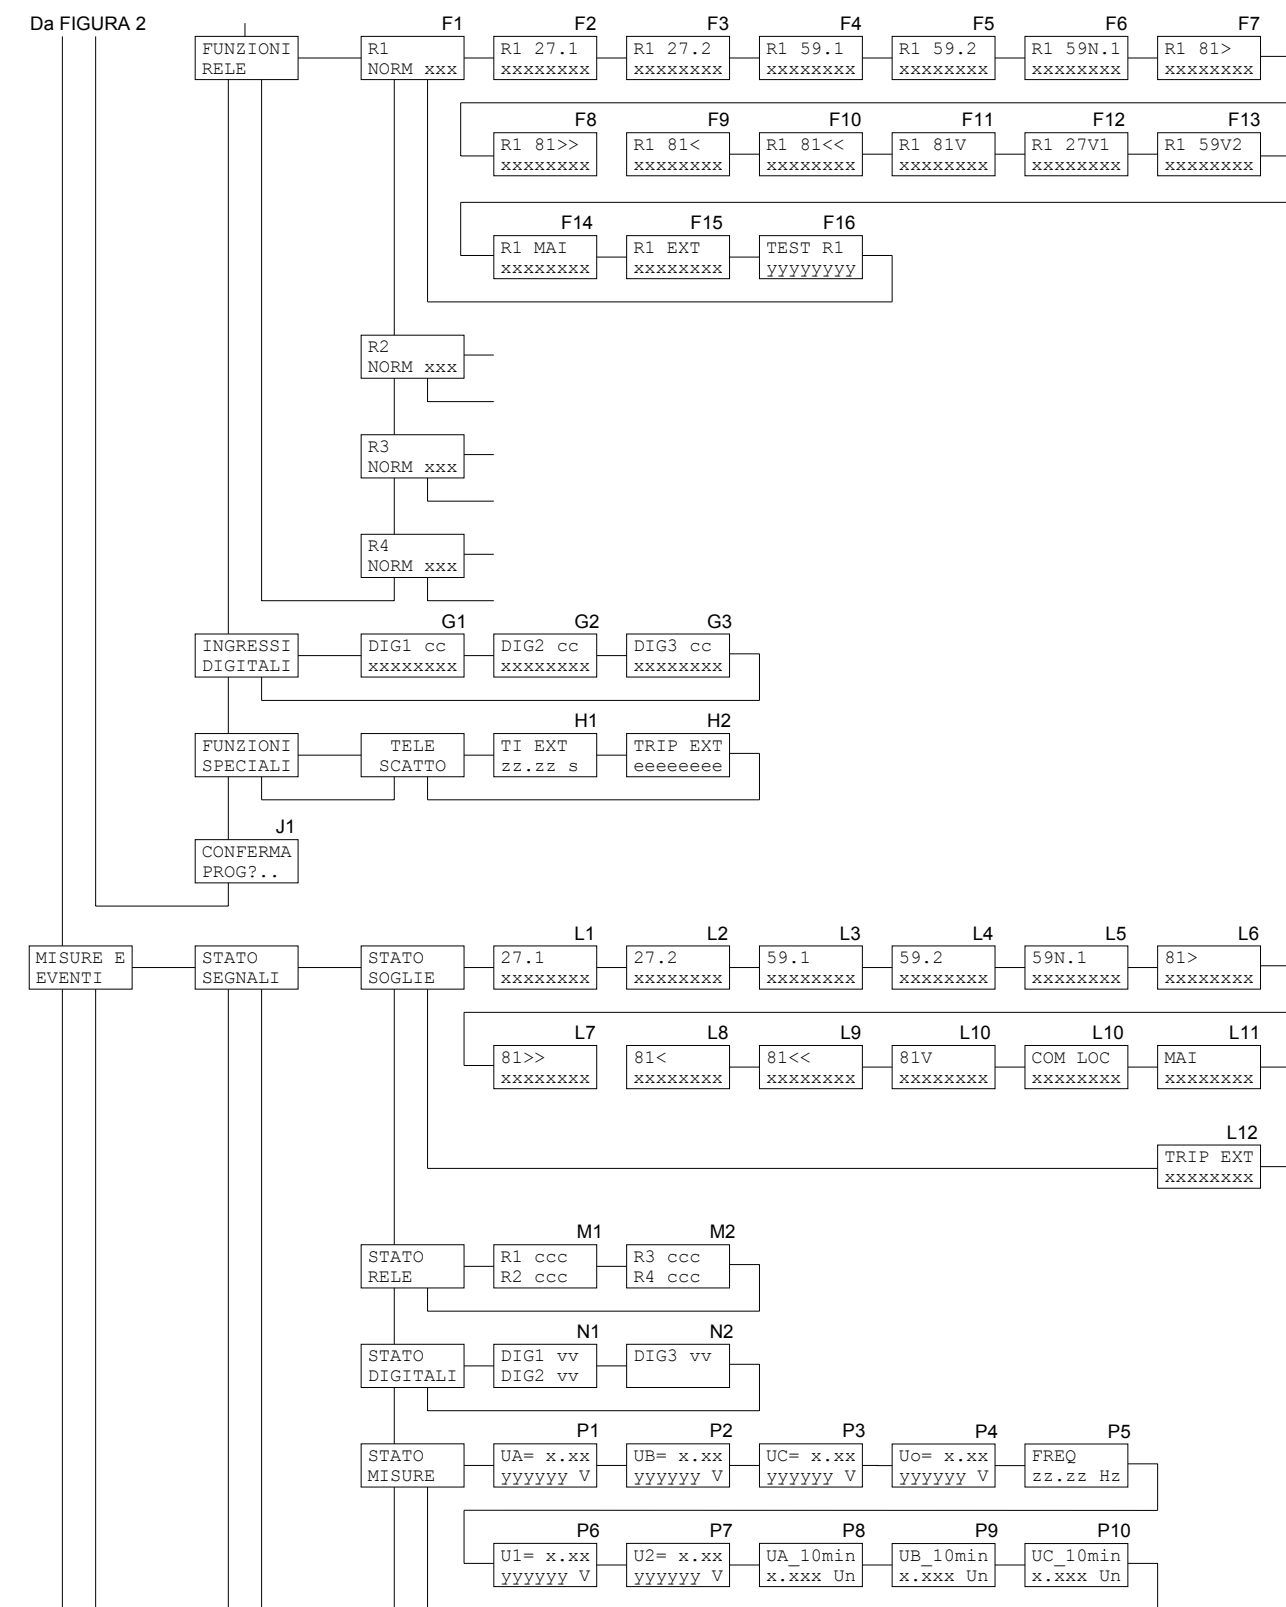 Da FIGURA 2
F1 F2 F3 F4 F5 F6 F7
FUNZIONI R1 R1 27.1 R1 27.2 R1 59.1 R1 59.2 R1 59N.1 R1 81>
RELE NORM xxx xxxxxxxx xxxxxxxx xxxxxxxx xxxxxxxx xxxxxxxx xxxxxxxx
F8 F9 F10 F11 F12 F13
R1 81>> R1 81< R1 81<< R1 81V R1 27V1 R1 59V2
xxxxxxxx xxxxxxxx xxxxxxxx xxxxxxxx xxxxxxxx xxxxxxxx
F14 F15 F16
R1 MAI R1 EXT TEST R1
xxxxxxxx xxxxxxxx yyyyyyyy
R2
NORM xxx
R3
NORM xxx
R4
NORM xxx
G1 G2 G3
INGRESSI DIG1 cc DIG2 cc DIG3 cc
DIGITALI xxxxxxxx xxxxxxxx xxxxxxxx
H1 H2
FUNZIONI TELE TI EXT TRIP EXT
SPECIALI SCATTO zz.zz s eeeeeeee
J1
CONFERMA
PROG?..
L1 L2 L3 L4 L5 L6
MISURE E STATO STATO 27.1 27.2 59.1 59.2 59N.1 81>
EVENTI SEGNALI SOGLIE xxxxxxxx xxxxxxxx xxxxxxxx xxxxxxxx xxxxxxxx xxxxxxxx
L7 L8 L9 L10 L10 L11
81>> 81< 81<< 81V COM LOC MAI
xxxxxxxx xxxxxxxx xxxxxxxx xxxxxxxx xxxxxxxx xxxxxxxx
L12
TRIP EXT
xxxxxxxx
M1 M2
STATO R1 ccc R3 ccc
RELE R2 ccc R4 ccc
N1 N2
STATO DIG1 vv DIG3 vv
DIGITALI DIG2 vv
P1 P2 P3 P4 P5
STATO UA= x.xx UB= x.xx UC= x.xx Uo= x.xx FREQ
MISURE yyyyyy V yyyyyy V yyyyyy V yyyyyy V zz.zz Hz
P6 P7 P8 P9 P10
U1= x.xx U2= x.xx UA_10min UB_10min UC_10min
yyyyyy V yyyyyy V x.xxx Un x.xxx Un x.xxx Un